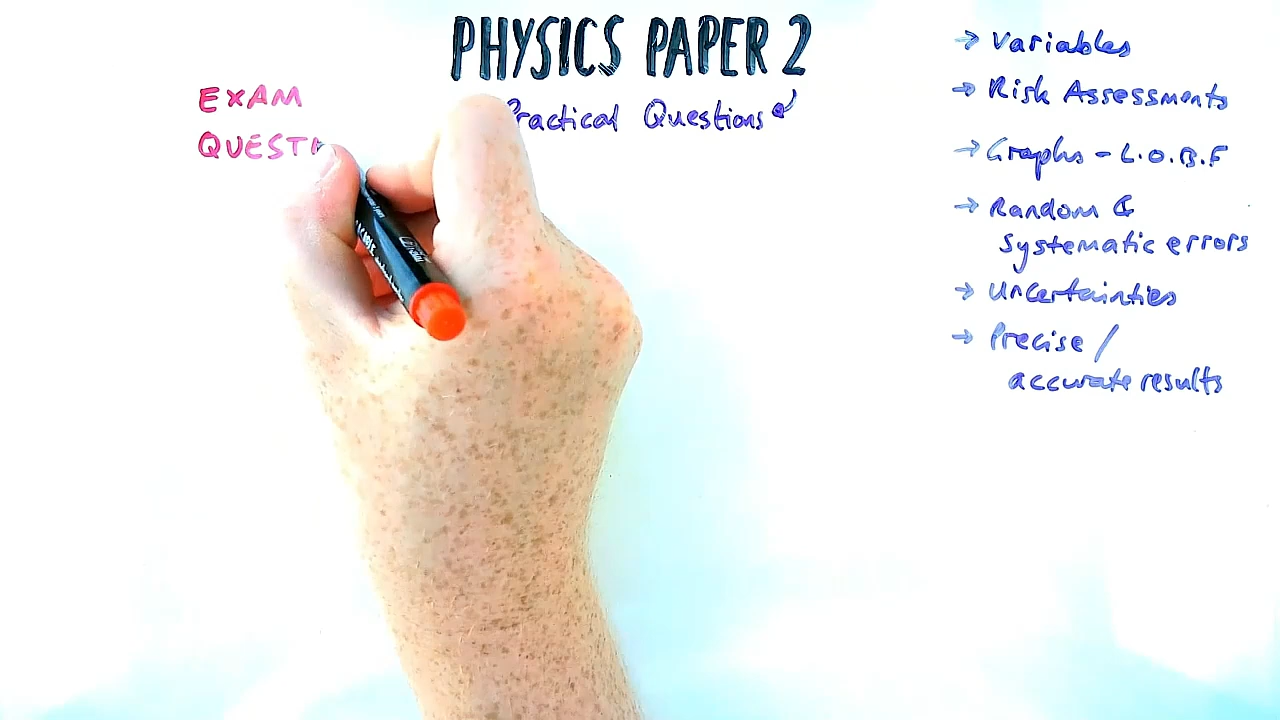 PHYSICS PAPER 2
Practical Questions
EXAM
→ Variables
→ Risk Assessments
→ Graphs - L.O.B.F
→ Random &
systematic errors
→ Uncertainties
→ Precise /
accurate results